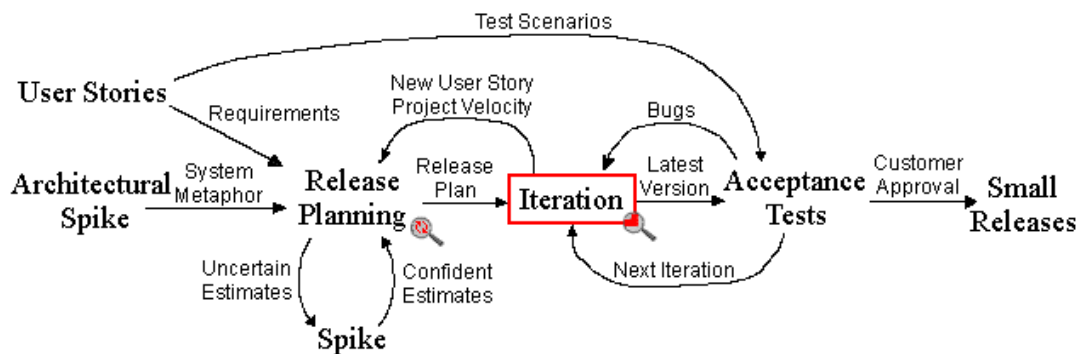 Test Scenarios
User Stories
New User Story
Project Velocity
Requirements
Bugs
Architectural
Spike
System
Metaphor
Release
Planning
Release
Plan
Iteration
Latest
Version
Acceptance
Tests
Customer
Approval
Small
Releases
Uncertain
Estimates
Confident
Estimates
Next Iteration
Spike